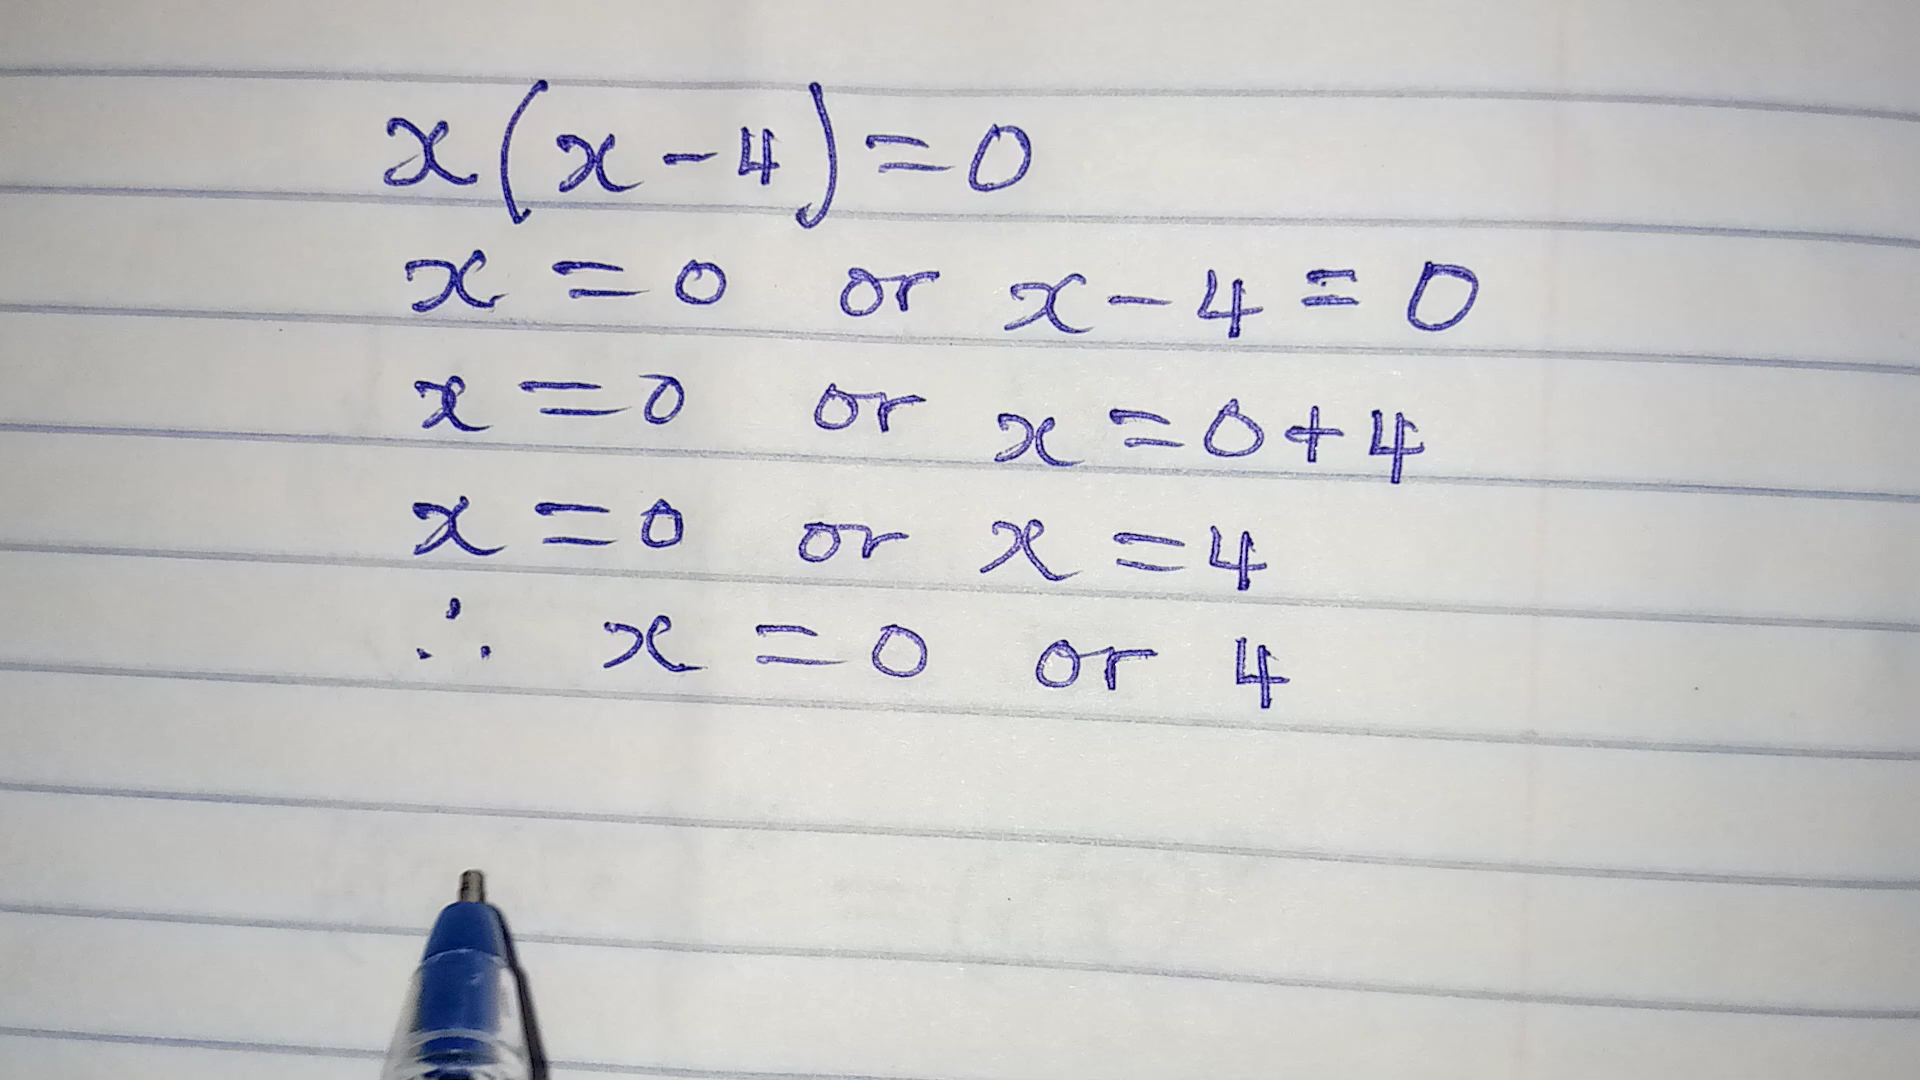 x(x-4)=0
x=0 or x-4=0
x=0 or x=0+4
x=0 or x=4
∴ x=0 or 4